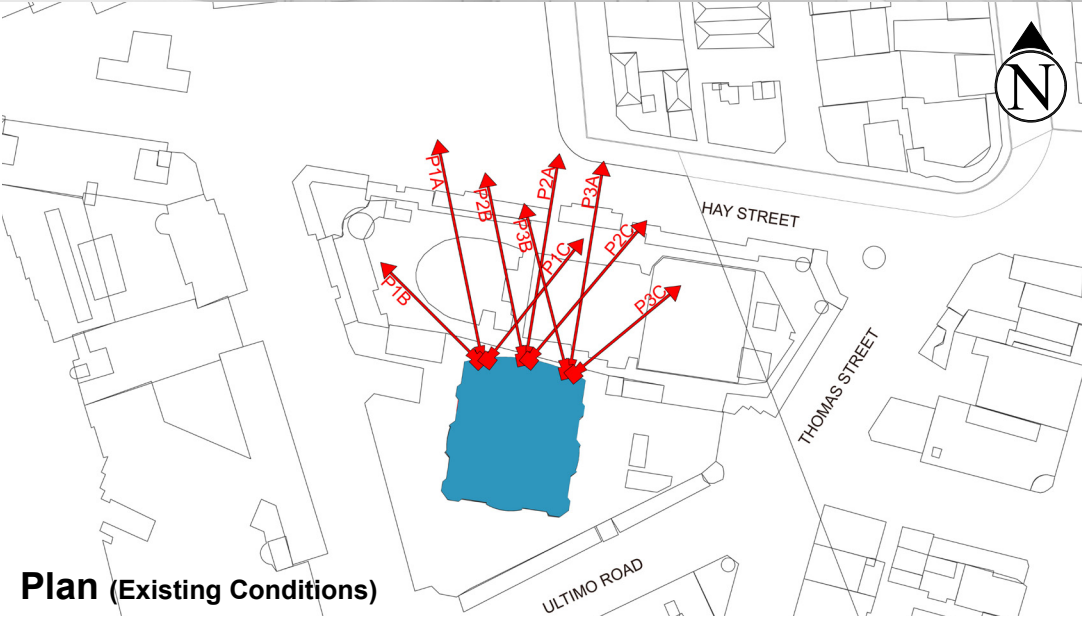 N
P1A
P2B
P2A
P3A
P3B
P1C
P2C
P1B
P3C
HAY STREET
THOMAS STREET
ULTIMO ROAD
Plan (Existing Conditions)